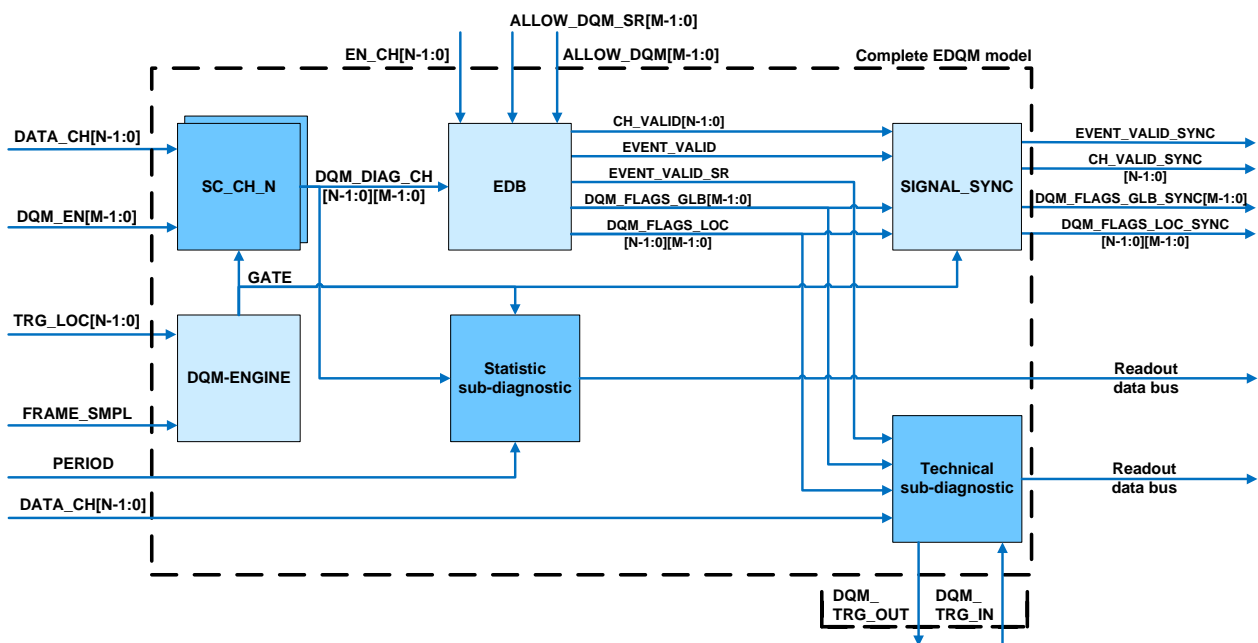 ALLOW_DQM_SR[M-1:0]
EN_CH[N-1:0]
ALLOW_DQM[M-1:0]
Complete EDQM model
DATA_CH[N-1:0]
DQM_EN[M-1:0]
SC_CH_N
DQM_DIAG_CH
[N-1:0][M-1:0]
EDB
CH_VALID[N-1:0]
EVENT_VALID
EVENT_VALID_SR
DQM_FLAGS_GLB[M-1:0]
DQM_FLAGS_LOC
[N-1:0][M-1:0]
SIGNAL_SYNC
EVENT_VALID_SYNC
CH_VALID_SYNC
[N-1:0]
DQM_FLAGS_GLB_SYNC[M-1:0]
DQM_FLAGS_LOC_SYNC
[N-1:0][M-1:0]
GATE
TRG_LOC[N-1:0]
DQM-ENGINE
FRAME_SMPL
Statistic
sub-diagnostic
Readout
data bus
PERIOD
DATA_CH[N-1:0]
Technical
sub-diagnostic
Readout
data bus
DQM_
TRG_OUT
DQM_
TRG_IN